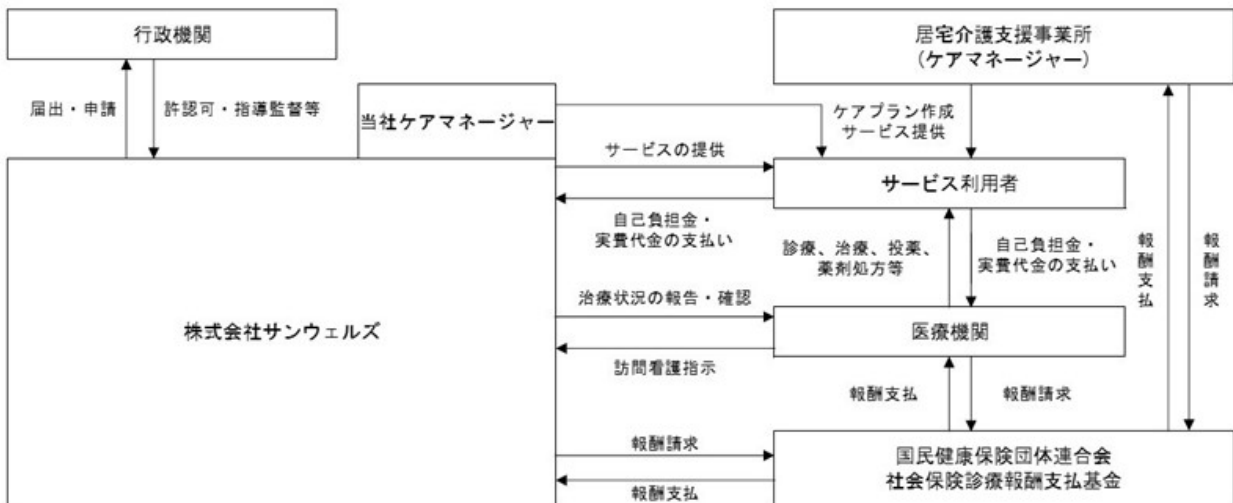 行政機関
居宅介護支援事業所
(ケアマネージャー)
届出・申請
許認可・指導監督等
当社ケアマネージャー
ケアプラン作成
サービス提供
サービスの提供
サービス利用者
自己負担金・
実費代金の支払い
診療、治療、投薬、
薬剤処方等
自己負担金・
実費代金の支払い
報酬支払
報酬請求
治療状況の報告・確認
株式会社サンウェルズ
医療機関
訪問看護指示
報酬支払
報酬請求
報酬請求
国民健康保険団体連合会
社会保険診療報酬支払基金
報酬支払